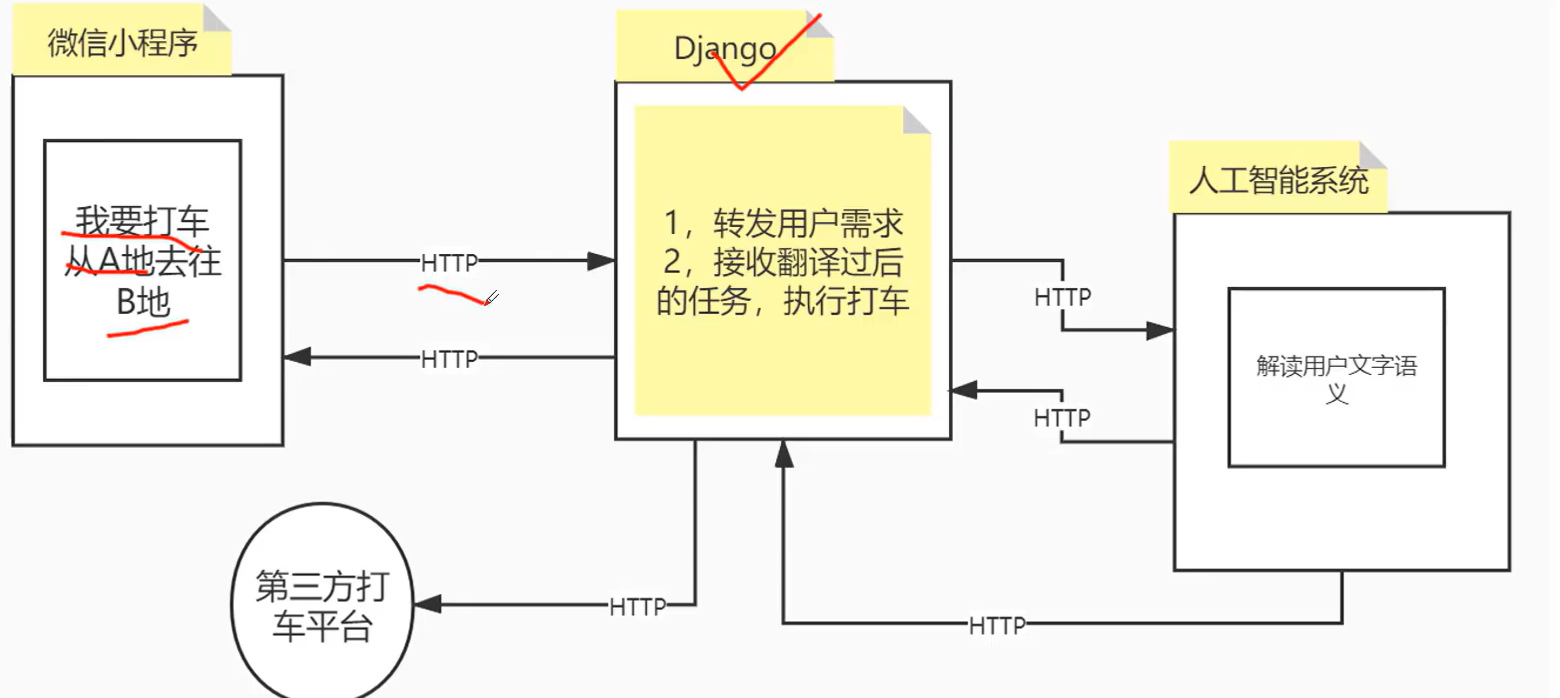 微信小程序
我要打车
从A地去往
B地
HTTP
HTTP
Django
1，转发用户需求
2，接收翻译过后
的任务，执行打车
HTTP
HTTP
人工智能系统
解读用户文字语
义
第三方打
车平台
HTTP
HTTP